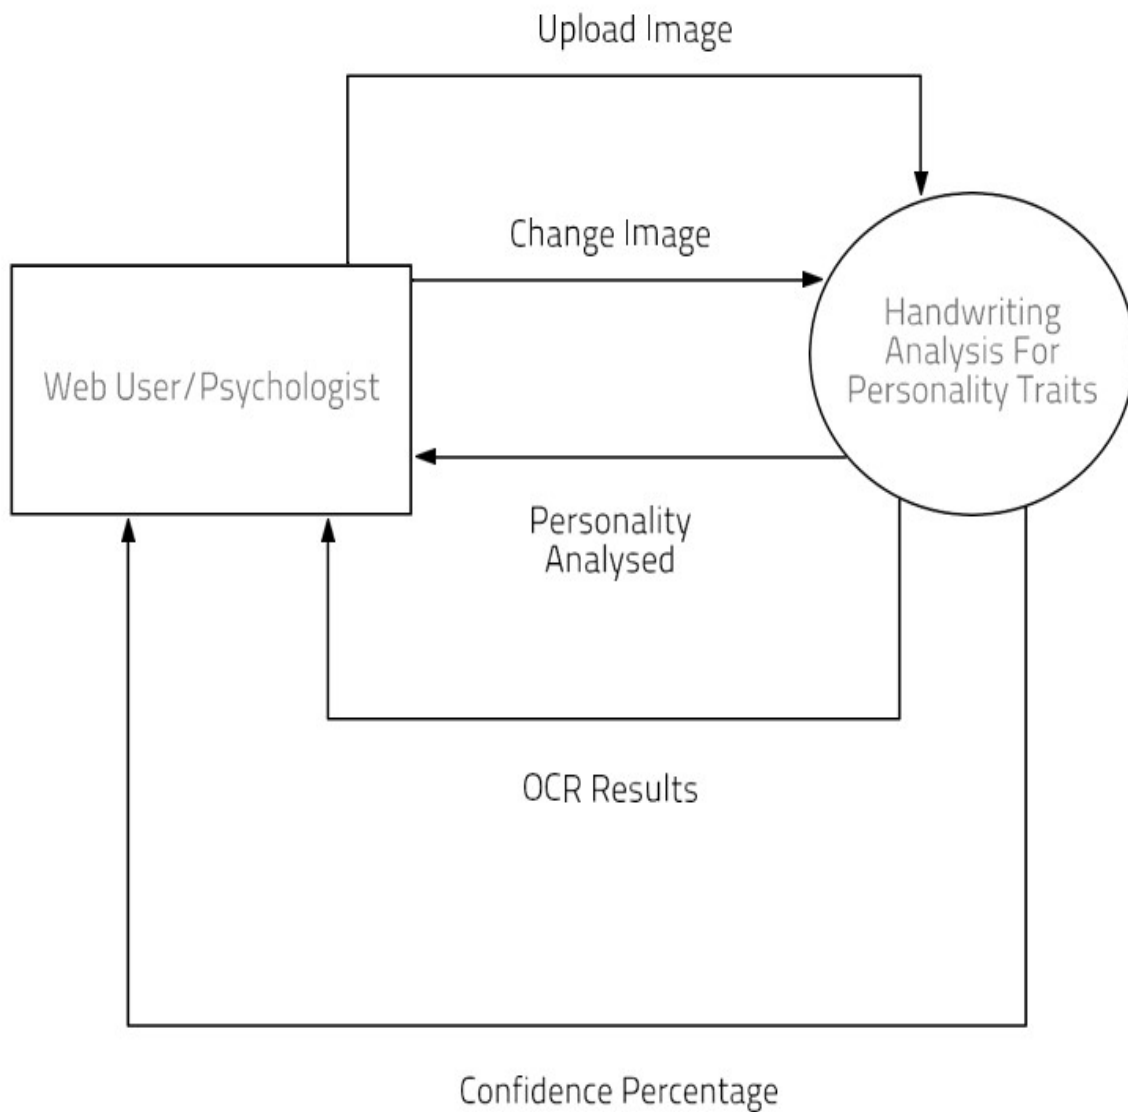 Upload Image
Change Image
Handwriting
Analysis For
Personality Traits
Web User/Psychologist
Personality
Analysed
OCR Results
Confidence Percentage